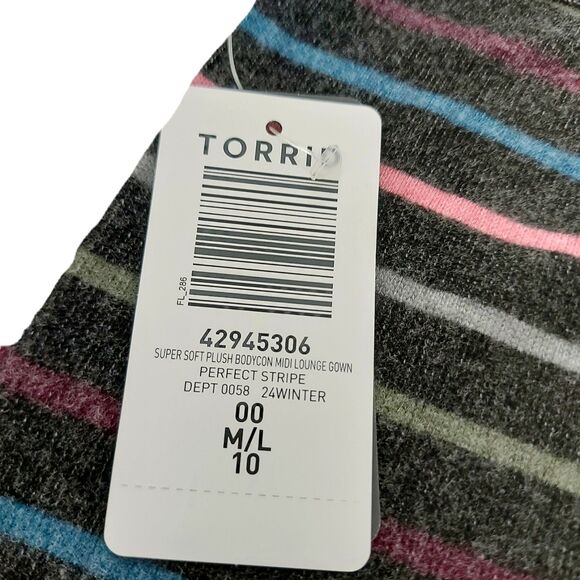 TORRID
FL_286
42945306
SUPER SOFT PLUSH BODYCON MIDI LOUNGE GOWN
PERFECT STRIPE
DEPT 0058 24WINTER
00
M/L
10